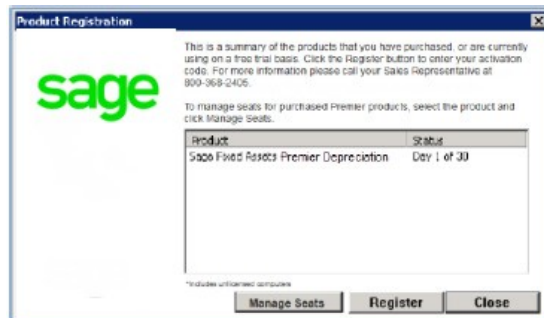 Product Registration
sage
This is a summary of the products that you have purchased, or are currently
using on a free trial basis. Click the Register button to enter your activation
code. For more information please call your Sales Representative at
800-368-2405.
To manage seats for purchased Premier products, select the product and
click Manage Seats.
Product Status
Sage Fixed Assets Premier Depreciation Day 1 of 30
*Includes unlicensed computers
Manage Seats Register Close